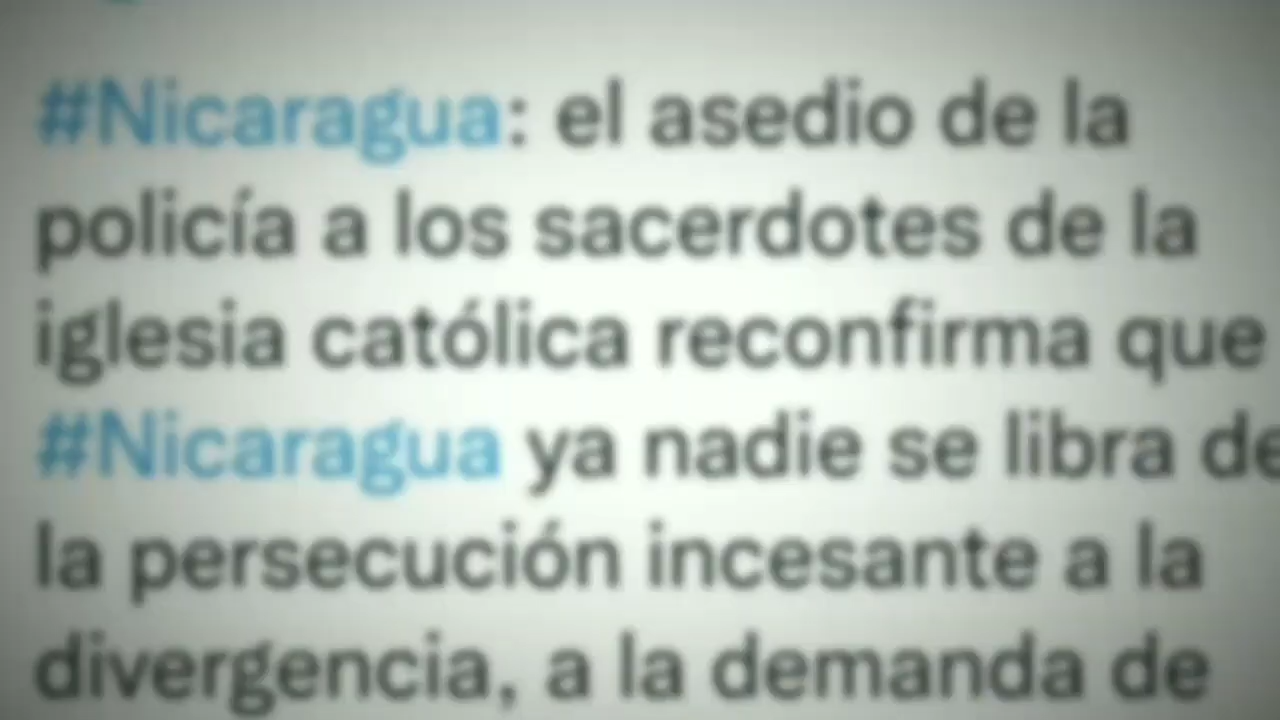 #Nicaragua: el asedio de la
policía a los sacerdotes de la
iglesia católica reconfirma que
#Nicaragua ya nadie se libra de
la persecución incesante a la
divergencia, a la demanda de